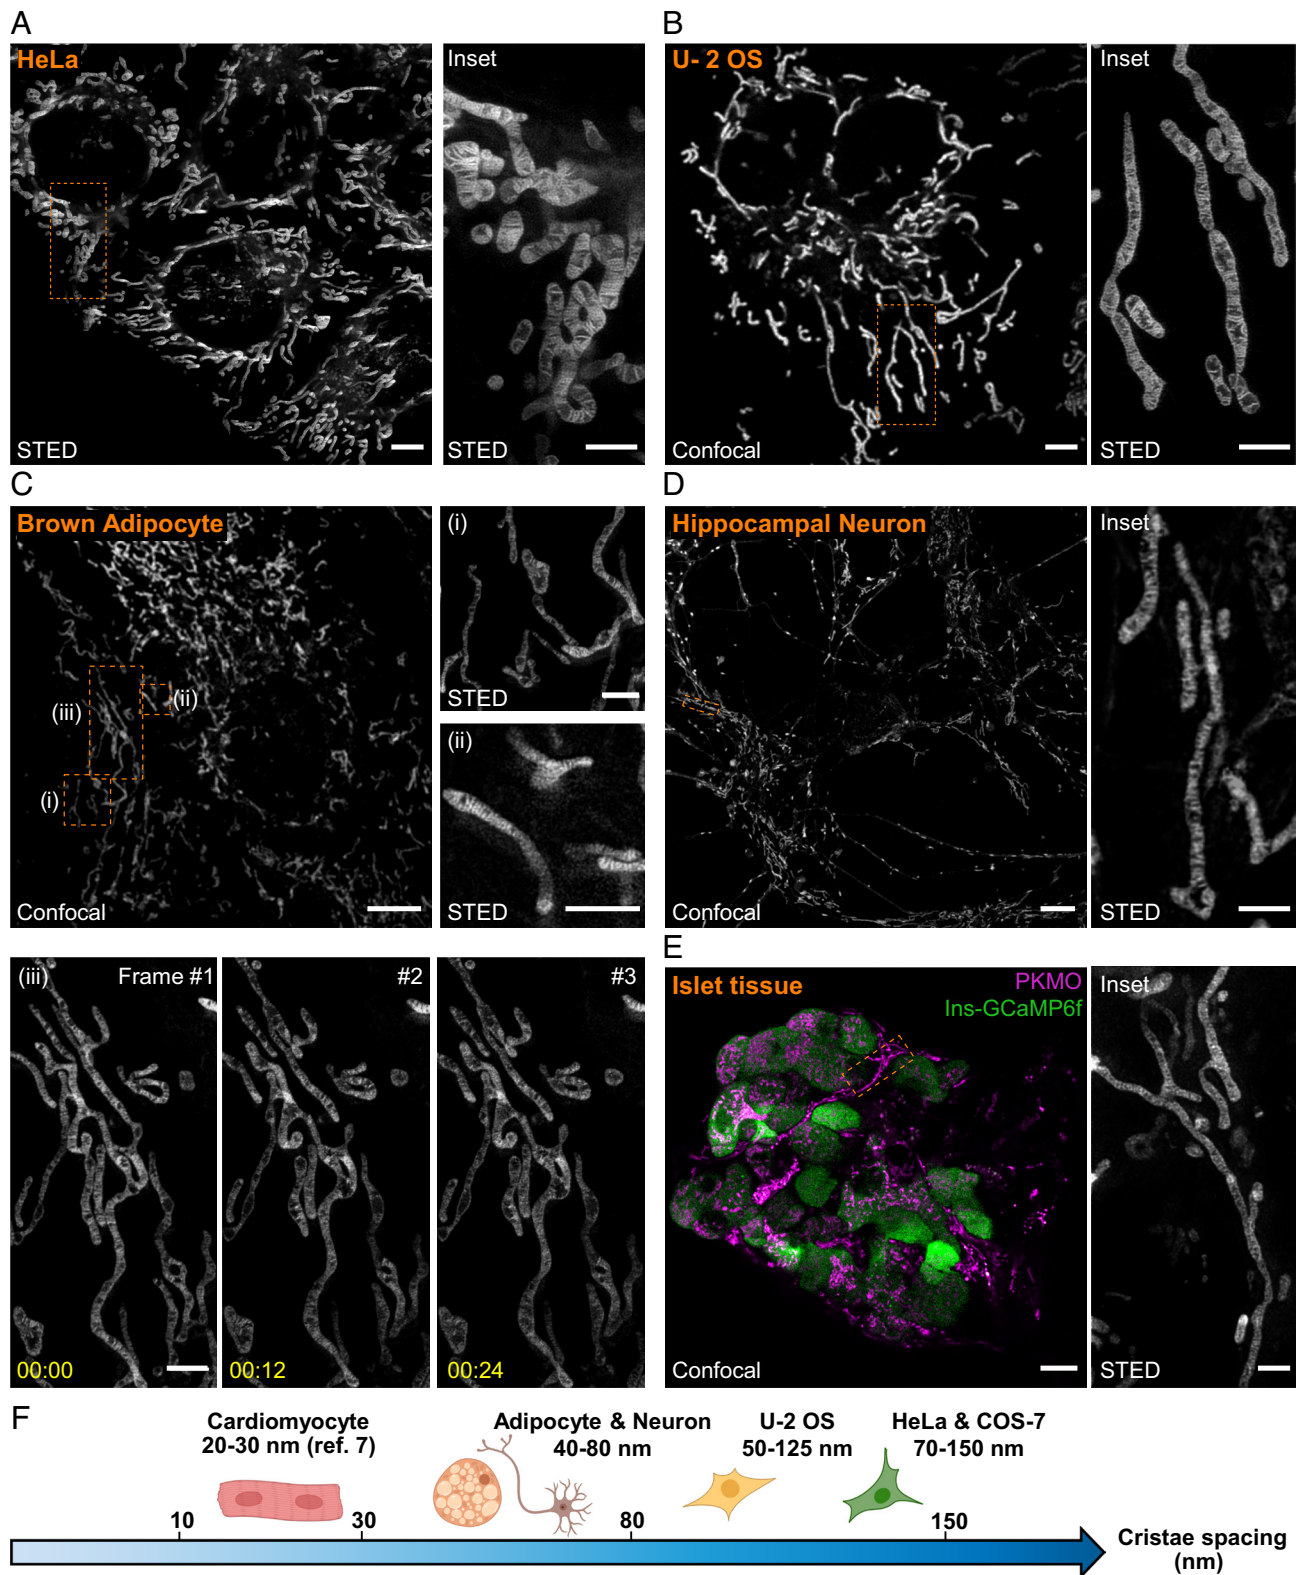 A
HeLa
STED
Inset
B
U- 2 OS
Confocal
Inset
STED
C
Brown Adipocyte
(iii)
(ii)
(i)
Confocal
(i)
STED
(ii)
STED
D
Hippocampal Neuron
Confocal
Inset
STED
(iii)
Frame #1
#2
#3
00:00
00:12
00:24
E
Islet tissue
PKMO
Ins-GCaMP6f
Confocal
Inset
STED
F
Cardiomyocyte
20-30 nm (ref. 7)
Adipocyte & Neuron
40-80 nm
U-2 OS
50-125 nm
HeLa & COS-7
70-150 nm
10
30
80
150
Cristae spacing
(nm)